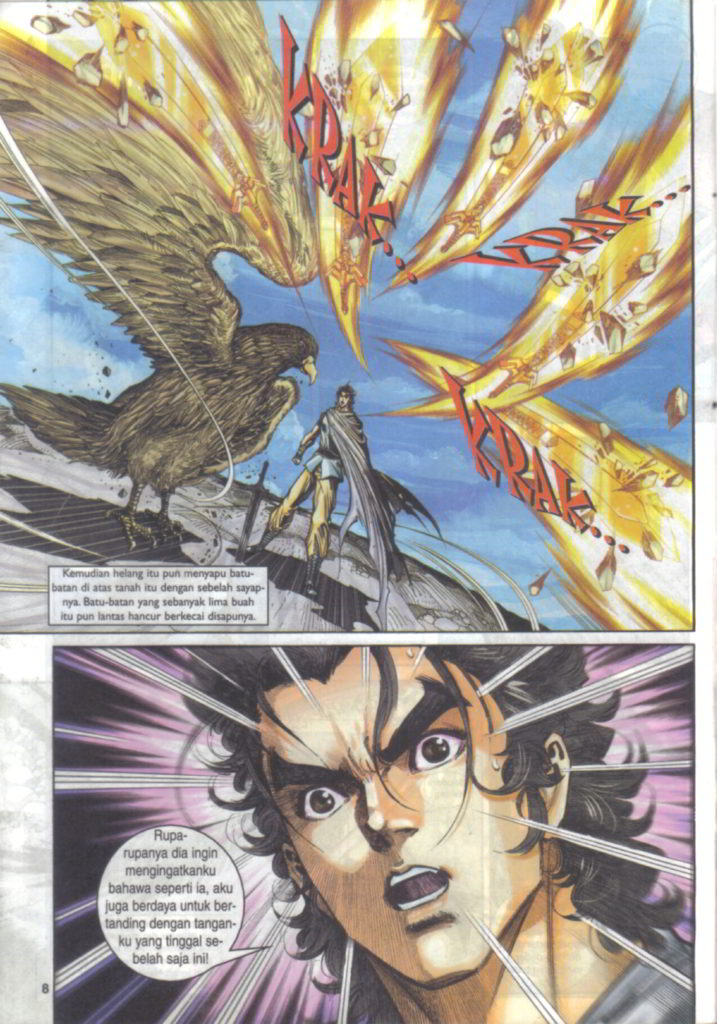 KRAK...
KRAK...
KRAK...
Kemudian helang itu pun menyapu batu-
batan di atas tanah itu dengan sebelah sayap-
nya. Batu-batan yang sebanyak lima buah
itu pun lantas hancur berkecai disapunya.
Rupa-
rupanya dia ingin
mengingatkanku
bahawa seperti ia, aku
juga berdaya untuk ber-
tanding dengan tangan-
ku yang tinggal se-
belah saja ini!
8